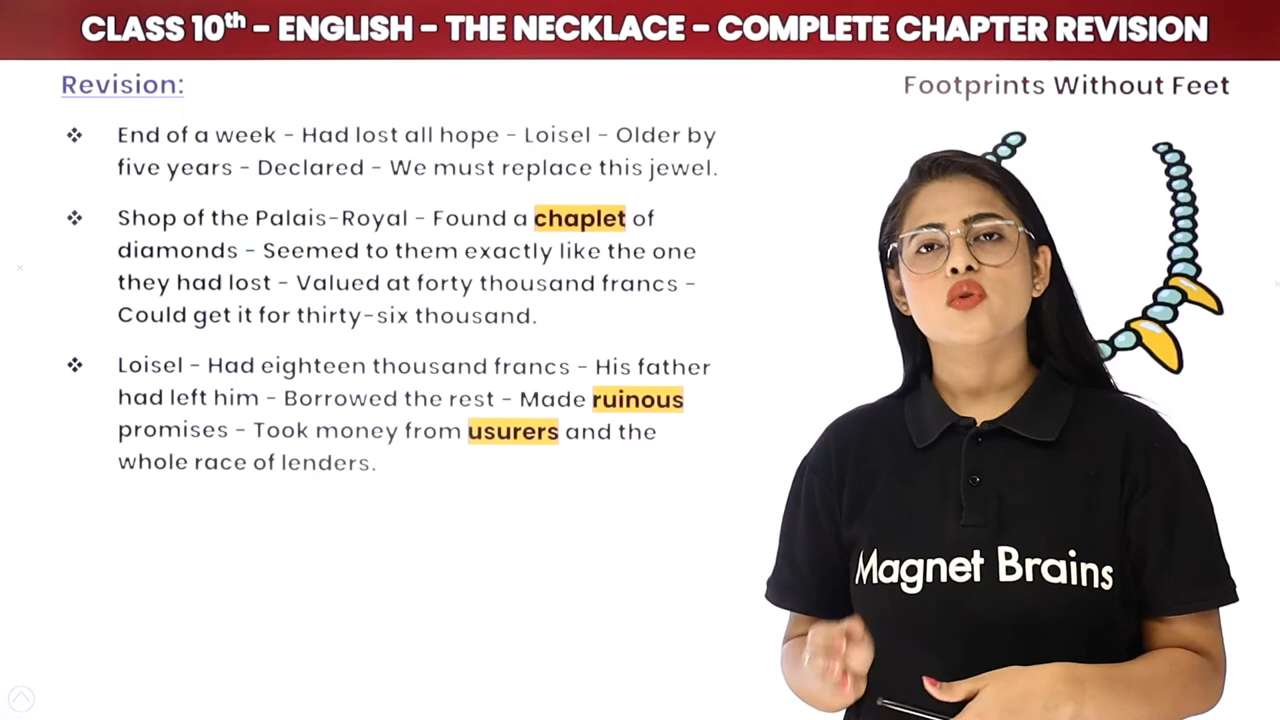 CLASS 10th - ENGLISH - THE NECKLACE - COMPLETE CHAPTER REVISION
Revision:
Footprints Without Feet
❖ End of a week - Had lost all hope - Loisel - Older by
five years - Declared - We must replace this jewel.
❖ Shop of the Palais-Royal - Found a chaplet of
diamonds - Seemed to them exactly like the one
they had lost - Valued at forty thousand francs -
Could get it for thirty-six thousand.
❖ Loisel - Had eighteen thousand francs - His father
had left him - Borrowed the rest - Made ruinous
promises - Took money from usurers and the
whole race of lenders.
Magnet Brains